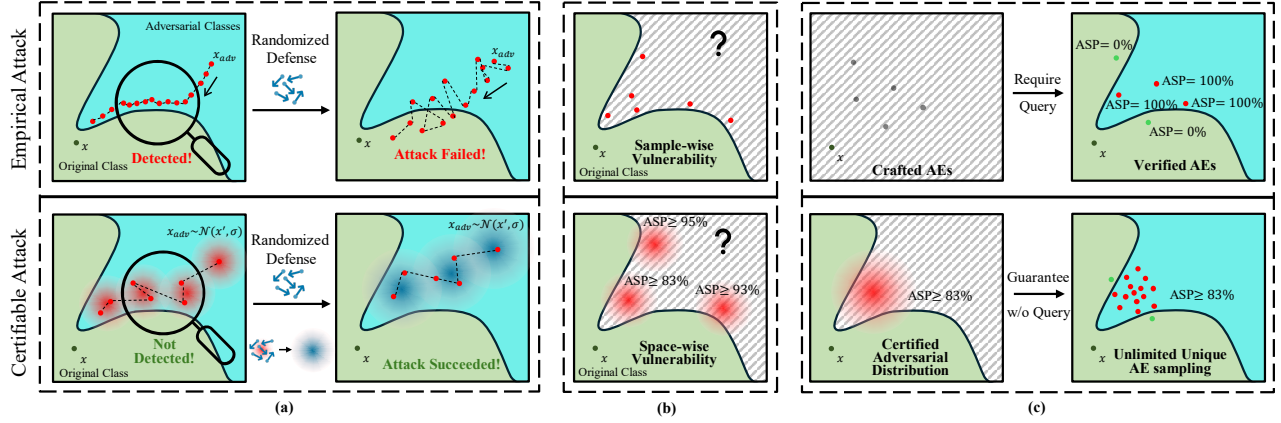 Empirical Attack
Adversarial Classes
x_adv
Detected!
x
Original Class
Randomized
Defense
x_adv
Attack Failed!
x
?
Sample-wise
Vulnerability
x
Original Class
Crafted AEs
x
Require
Query
ASP= 0%
ASP= 100%
ASP= 100%
ASP= 100%
ASP= 0%
Verified AEs
x
Certifiable Attack
x_adv~𝒩(x′,σ)
Not
Detected!
x
Original Class
Randomized
Defense
x_adv~𝒩(x′,σ)
Attack Succeeded!
x
ASP≥ 95%
?
ASP≥ 83%
ASP≥ 93%
Space-wise
Vulnerability
x
Original Class
ASP≥ 83%
Certified
Adversarial
Distribution
x
Guarantee
w/o Query
ASP≥ 83%
Unlimited Unique
AE sampling
x
(a)
(b)
(c)